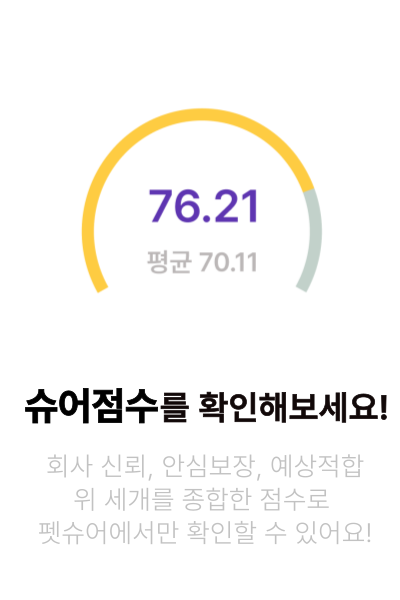 76.21
평균 70.11
슈어점수를 확인해보세요!
회사 신뢰, 안심보장, 예상적합
위 세개를 종합한 점수로
펫슈어에서만 확인할 수 있어요!